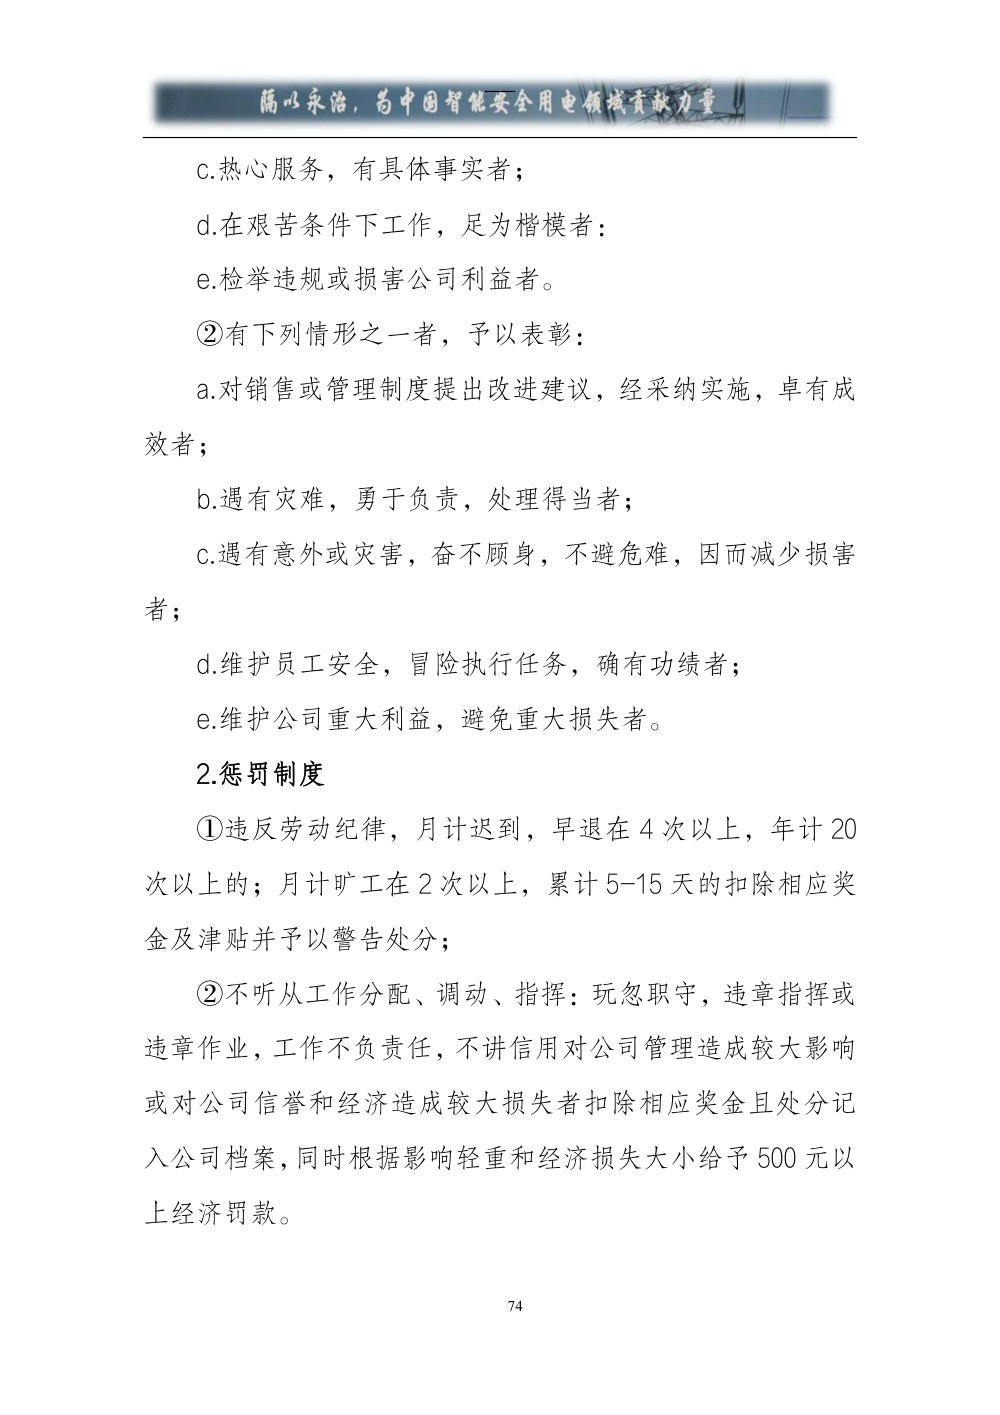 隔以永治，为中国智能安全用电领域贡献力量
c.热心服务，有具体事实者；
d.在艰苦条件下工作，足为楷模者：
e.检举违规或损害公司利益者。
②有下列情形之一者，予以表彰：
a.对销售或管理制度提出改进建议，经采纳实施，卓有成
效者；
b.遇有灾难，勇于负责，处理得当者；
c.遇有意外或灾害，奋不顾身，不避危难，因而减少损害
者；
d.维护员工安全，冒险执行任务，确有功绩者；
e.维护公司重大利益，避免重大损失者。
2.惩罚制度
①违反劳动纪律，月计迟到，早退在 4 次以上，年计 20
次以上的；月计旷工在 2 次以上，累计 5-15 天的扣除相应奖
金及津贴并予以警告处分；
②不听从工作分配、调动、指挥：玩忽职守，违章指挥或
违章作业，工作不负责任，不讲信用对公司管理造成较大影响
或对公司信誉和经济造成较大损失者扣除相应奖金且处分记
入公司档案，同时根据影响轻重和经济损失大小给予 500 元以
上经济罚款。
74